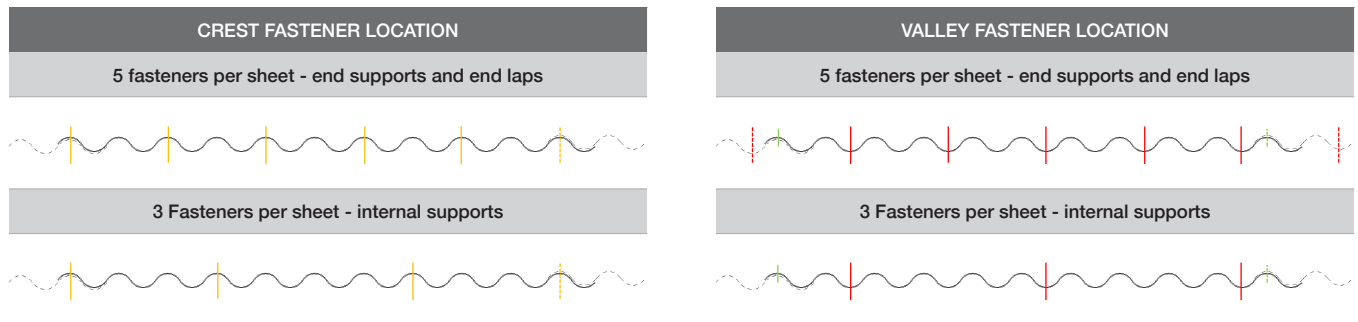 CREST FASTENER LOCATION
5 fasteners per sheet - end supports and end laps
3 Fasteners per sheet - internal supports
VALLEY FASTENER LOCATION
5 fasteners per sheet - end supports and end laps
3 Fasteners per sheet - internal supports